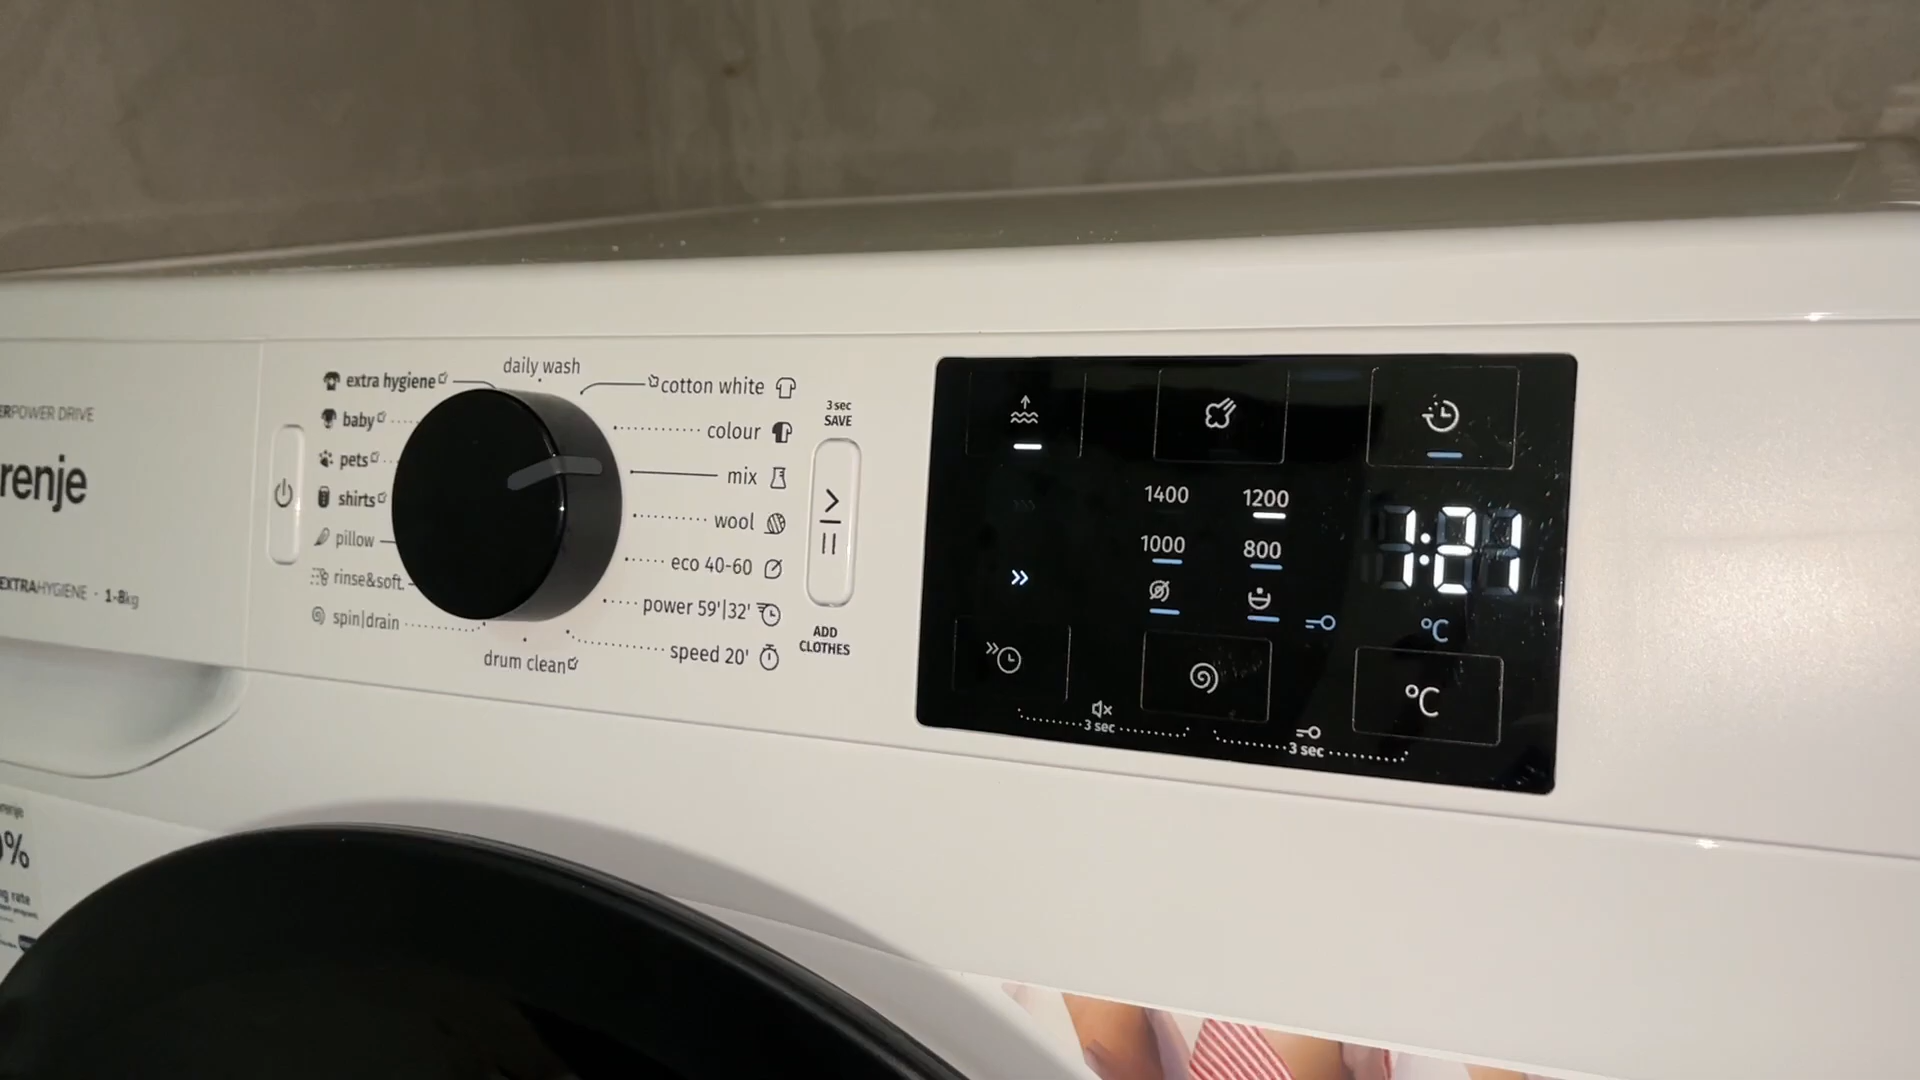 ERPOWER DRIVE
renje
EXTRAHYGIENE · 1-8kg
daily wash
extra hygiene
baby
pets
shirts
pillow
rinse&soft.
spin|drain
drum clean
cotton white
colour
mix
wool
eco 40-60
power 59'|32'
speed 20'
3 sec
SAVE
ADD
CLOTHES
1400 1200
1000 800
1:21
°C
°C
3 sec
3 sec
%
ng rate